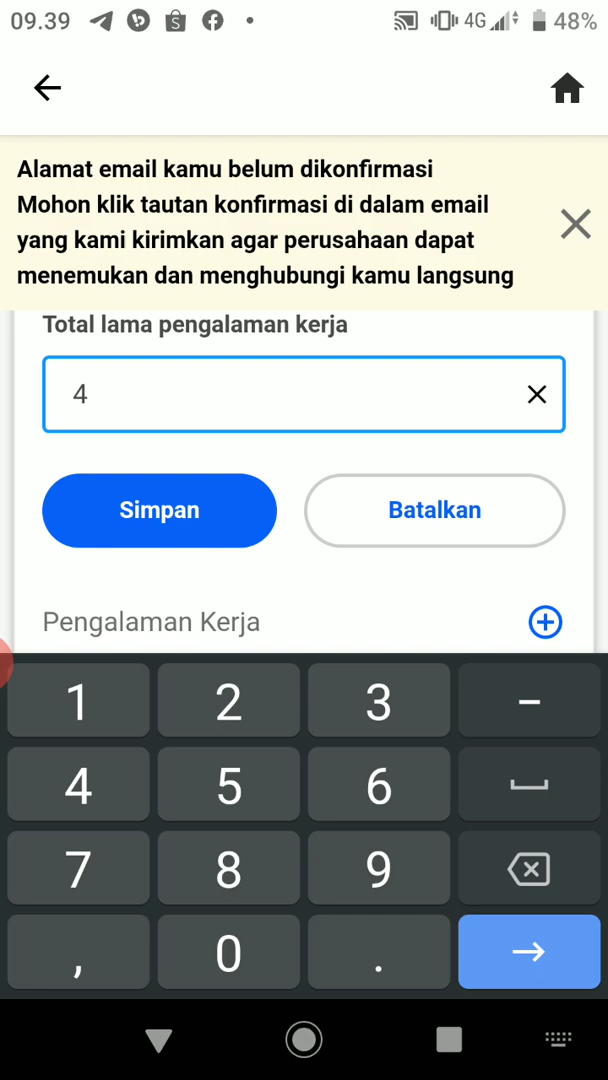 09.39
4G
48%
Alamat email kamu belum dikonfirmasi
Mohon klik tautan konfirmasi di dalam email
yang kami kirimkan agar perusahaan dapat
menemukan dan menghubungi kamu langsung
Total lama pengalaman kerja
4
Simpan
Batalkan
Pengalaman Kerja
1 2 3 –
4 5 6
7 8 9
, 0 .